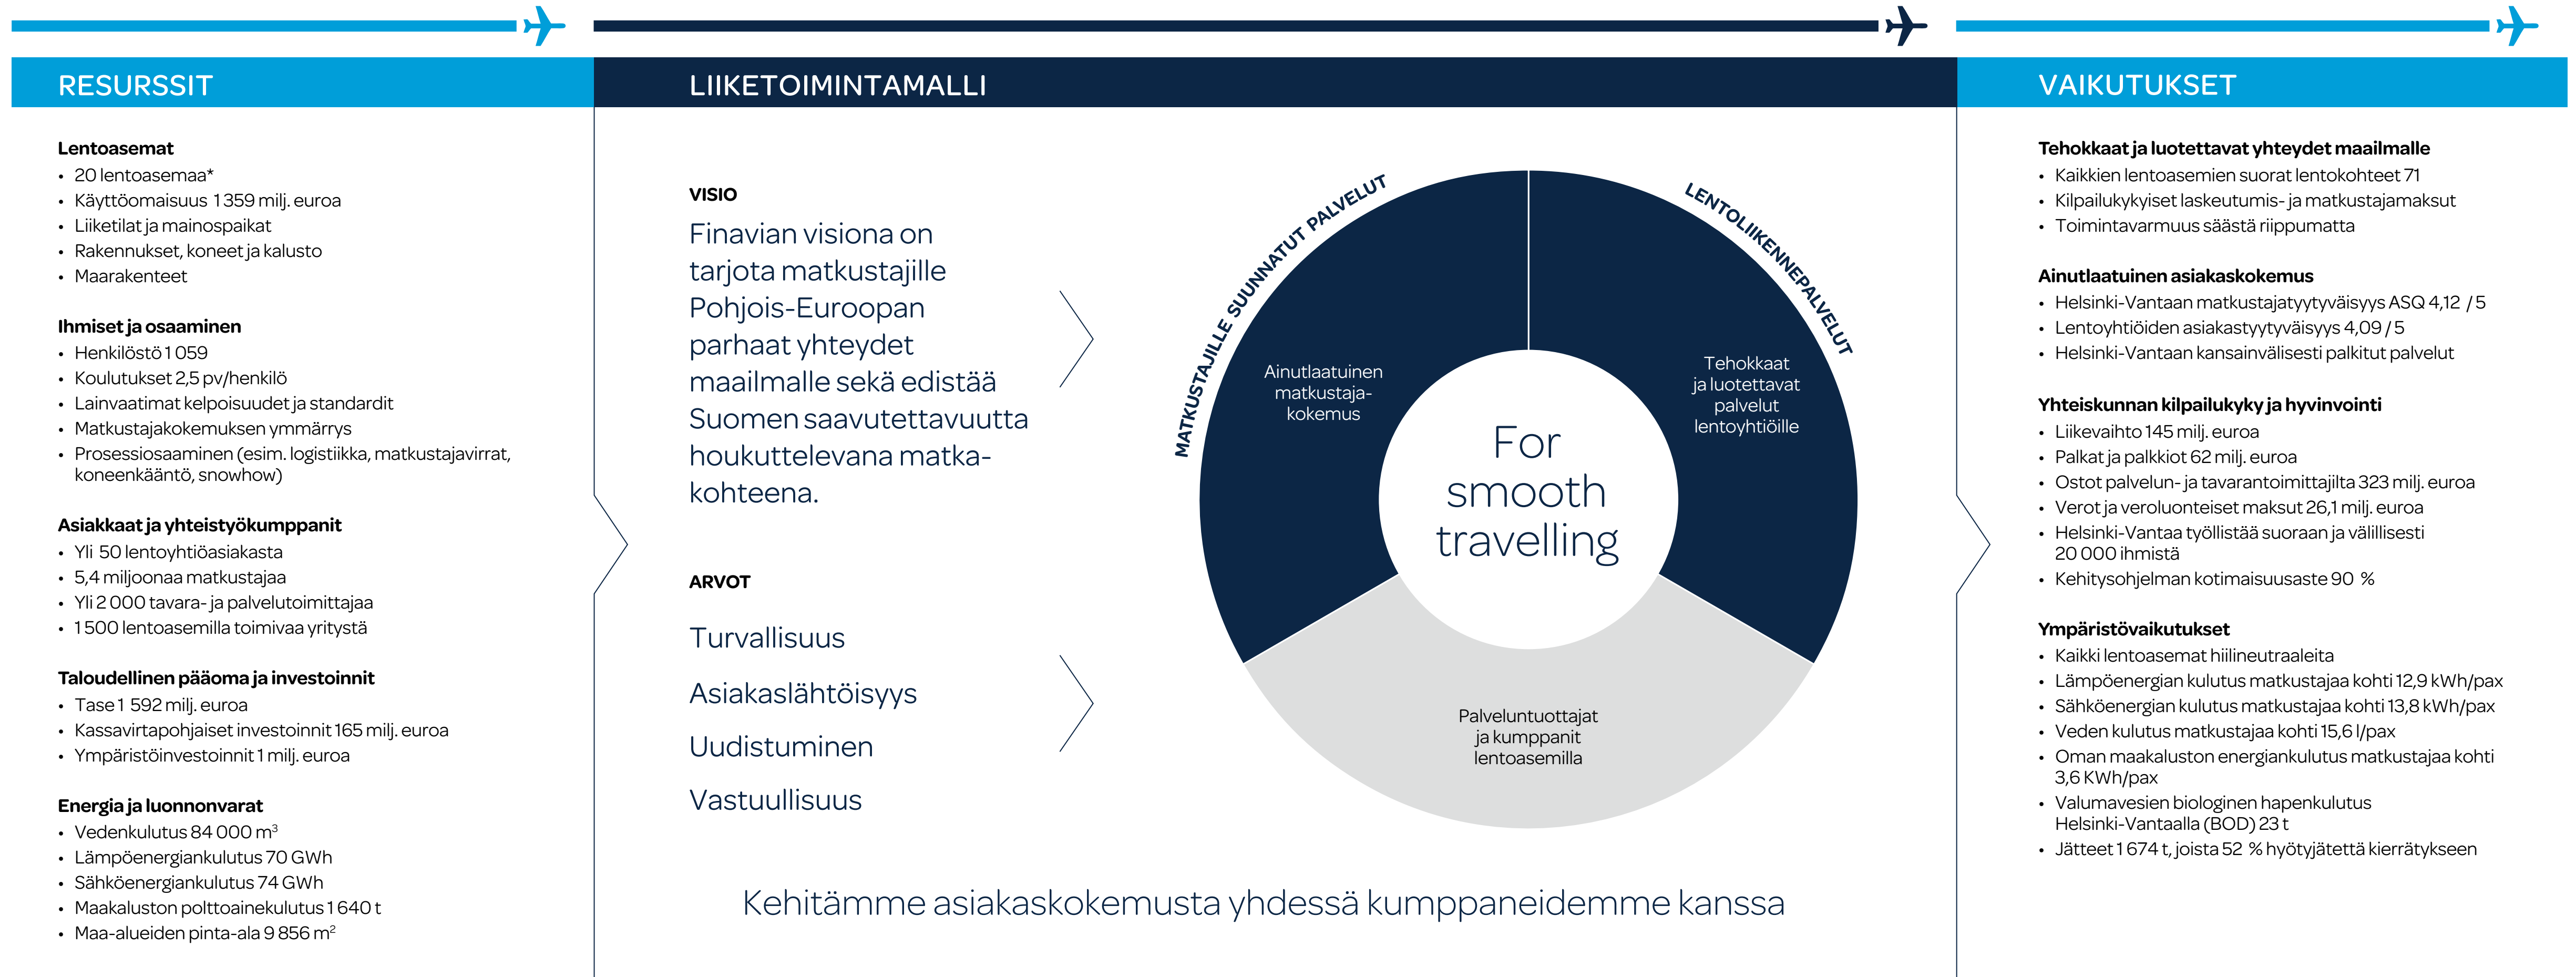 RESURSSIT
Lentoasemat
• 20 lentoasemaa*
• Käyttöomaisuus 1 359 milj. euroa
• Liiketilat ja mainospaikat
• Rakennukset, koneet ja kalusto
• Maarakenteet
Ihmiset ja osaaminen
• Henkilöstö 1 059
• Koulutukset 2,5 pv/henkilö
• Lainvaatimat kelpoisuudet ja standardit
• Matkustajakokemuksen ymmärrys
• Prosessiosaaminen (esim. logistiikka, matkustajavirrat,
koneenkääntö, snowhow)
Asiakkaat ja yhteistyökumppanit
• Yli 50 lentoyhtiöasiakasta
• 5,4 miljoonaa matkustajaa
• Yli 2 000 tavara- ja palvelutoimittajaa
• 1 500 lentoasemilla toimivaa yritystä
Taloudellinen pääoma ja investoinnit
• Tase 1 592 milj. euroa
• Kassavirtapohjaiset investoinnit 165 milj. euroa
• Ympäristöinvestoinnit 1 milj. euroa
Energia ja luonnonvarat
• Vedenkulutus 84 000 m³
• Lämpöenergiankulutus 70 GWh
• Sähköenergiankulutus 74 GWh
• Maakaluston polttoainekulutus 1 640 t
• Maa-alueiden pinta-ala 9 856 m²
LIIKETOIMINTAMALLI
VISIO
Finavian visiona on
tarjota matkustajille
Pohjois-Euroopan
parhaat yhteydet
maailmalle sekä edistää
Suomen saavutettavuutta
houkuttelevana matka-
kohteena.
ARVOT
Turvallisuus
Asiakaslähtöisyys
Uudistuminen
Vastuullisuus
MATKUSTAJILLE SUUNNATUT PALVELUT
LENTOLIIKENNEPALVELUT
Ainutlaatuinen
matkustaja-
kokemus
Tehokkaat
ja luotettavat
palvelut
lentoyhtiöille
For
smooth
travelling
Palveluntuottajat
ja kumppanit
lentoasemilla
Kehitämme asiakaskokemusta yhdessä kumppaneidemme kanssa
VAIKUTUKSET
Tehokkaat ja luotettavat yhteydet maailmalle
• Kaikkien lentoasemien suorat lentokohteet 71
• Kilpailukykyiset laskeutumis- ja matkustajamaksut
• Toimintavarmuus säästä riippumatta
Ainutlaatuinen asiakaskokemus
• Helsinki-Vantaan matkustajatyytyväisyys ASQ 4,12 / 5
• Lentoyhtiöiden asiakastyytyväisyys 4,09 / 5
• Helsinki-Vantaan kansainvälisesti palkitut palvelut
Yhteiskunnan kilpailukyky ja hyvinvointi
• Liikevaihto 145 milj. euroa
• Palkat ja palkkiot 62 milj. euroa
• Ostot palvelun- ja tavarantoimittajilta 323 milj. euroa
• Verot ja veroluonteiset maksut 26,1 milj. euroa
• Helsinki-Vantaa työllistää suoraan ja välillisesti
20 000 ihmistä
• Kehitysohjelman kotimaisuusaste 90 %
Ympäristövaikutukset
• Kaikki lentoasemat hiilineutraaleita
• Lämpöenergian kulutus matkustajaa kohti 12,9 kWh/pax
• Sähköenergian kulutus matkustajaa kohti 13,8 kWh/pax
• Veden kulutus matkustajaa kohti 15,6 l/pax
• Oman maakaluston energiankulutus matkustajaa kohti
3,6 KWh/pax
• Valumavesien biologinen hapenkulutus
Helsinki-Vantaalla (BOD) 23 t
• Jätteet 1 674 t, joista 52 % hyötyjätettä kierrätykseen